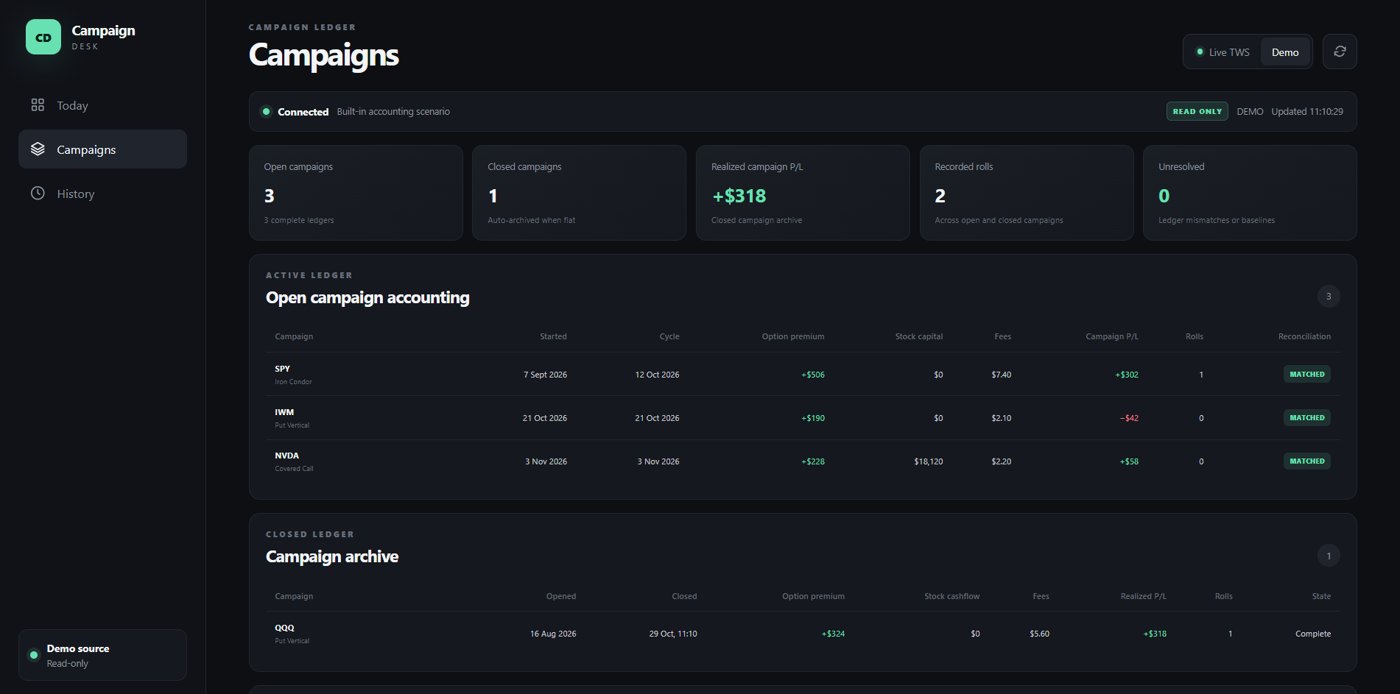 CD
Campaign
DESK
Today
Campaigns
History
Demo source
Read-only
CAMPAIGN LEDGER
Campaigns
Live TWS Demo
Connected Built-in accounting scenario READ ONLY DEMO Updated 11:10:29
Open campaigns
3
3 complete ledgers
Closed campaigns
1
Auto-archived when flat
Realized campaign P/L
+$318
Closed campaign archive
Recorded rolls
2
Across open and closed campaigns
Unresolved
0
Ledger mismatches or baselines
ACTIVE LEDGER
Open campaign accounting
3
Campaign Started Cycle Option premium Stock capital Fees Campaign P/L Rolls Reconciliation
SPY
Iron Condor
7 Sept 2026 12 Oct 2026 +$506 $0 $7.40 +$302 1 MATCHED
IWM
Put Vertical
21 Oct 2026 21 Oct 2026 +$190 $0 $2.10 −$42 0 MATCHED
NVDA
Covered Call
3 Nov 2026 3 Nov 2026 +$228 $18,120 $2.20 +$58 0 MATCHED
CLOSED LEDGER
Campaign archive
1
Campaign Opened Closed Option premium Stock cashflow Fees Realized P/L Rolls State
QQQ
Put Vertical
16 Aug 2026 29 Oct, 11:10 +$324 $0 $5.60 +$318 1 Complete